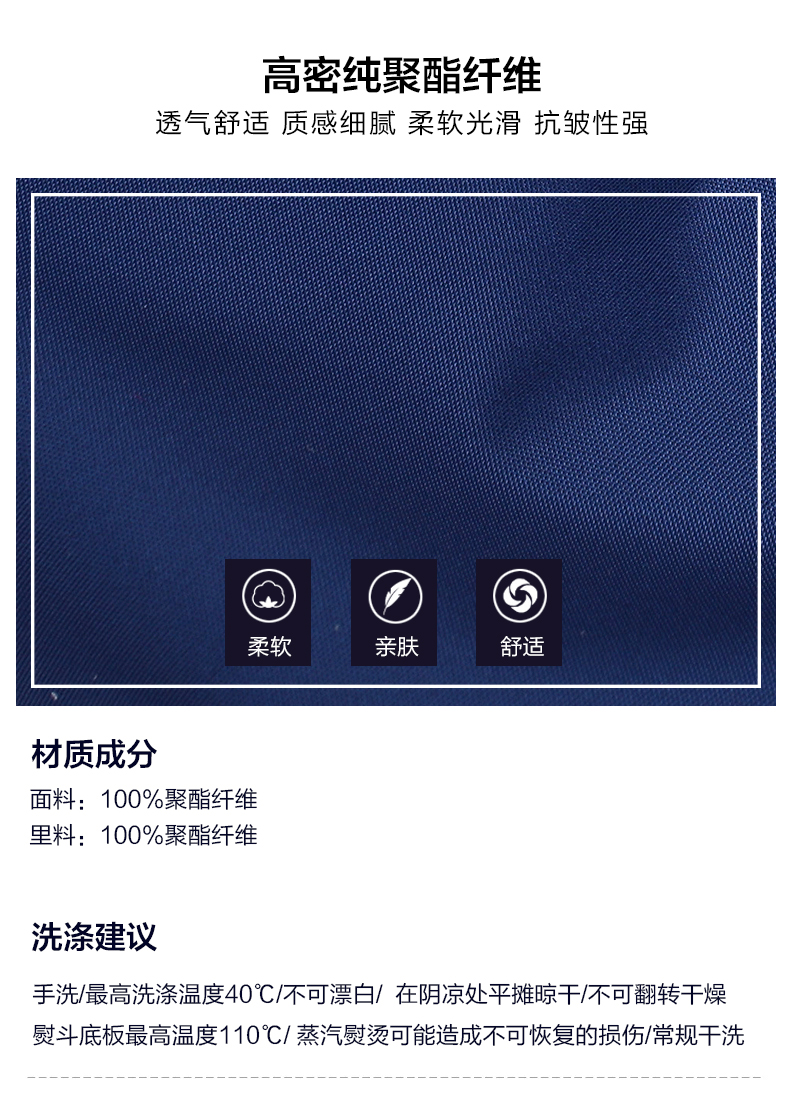 高密纯聚酯纤维
透气舒适 质感细腻 柔软光滑 抗皱性强
柔软
亲肤
舒适
材质成分
面料：100%聚酯纤维
里料：100%聚酯纤维
洗涤建议
手洗/最高洗涤温度40℃/不可漂白/ 在阴凉处平摊晾干/不可翻转干燥
熨斗底板最高温度110℃/ 蒸汽熨烫可能造成不可恢复的损伤/常规干洗